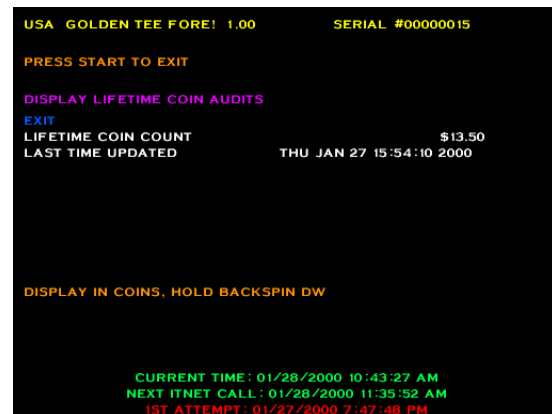 USA GOLDEN TEE FORE! 1.00 SERIAL #00000015
PRESS START TO EXIT
DISPLAY LIFETIME COIN AUDITS
EXIT
LIFETIME COIN COUNT $13.50
LAST TIME UPDATED THU JAN 27 15:54:10 2000
DISPLAY IN COINS, HOLD BACKSPIN DW
CURRENT TIME: 01/28/2000 10:43:27 AM
NEXT ITNET CALL: 01/28/2000 11:35:52 AM
1ST ATTEMPT: 01/27/2000 7:47:48 PM